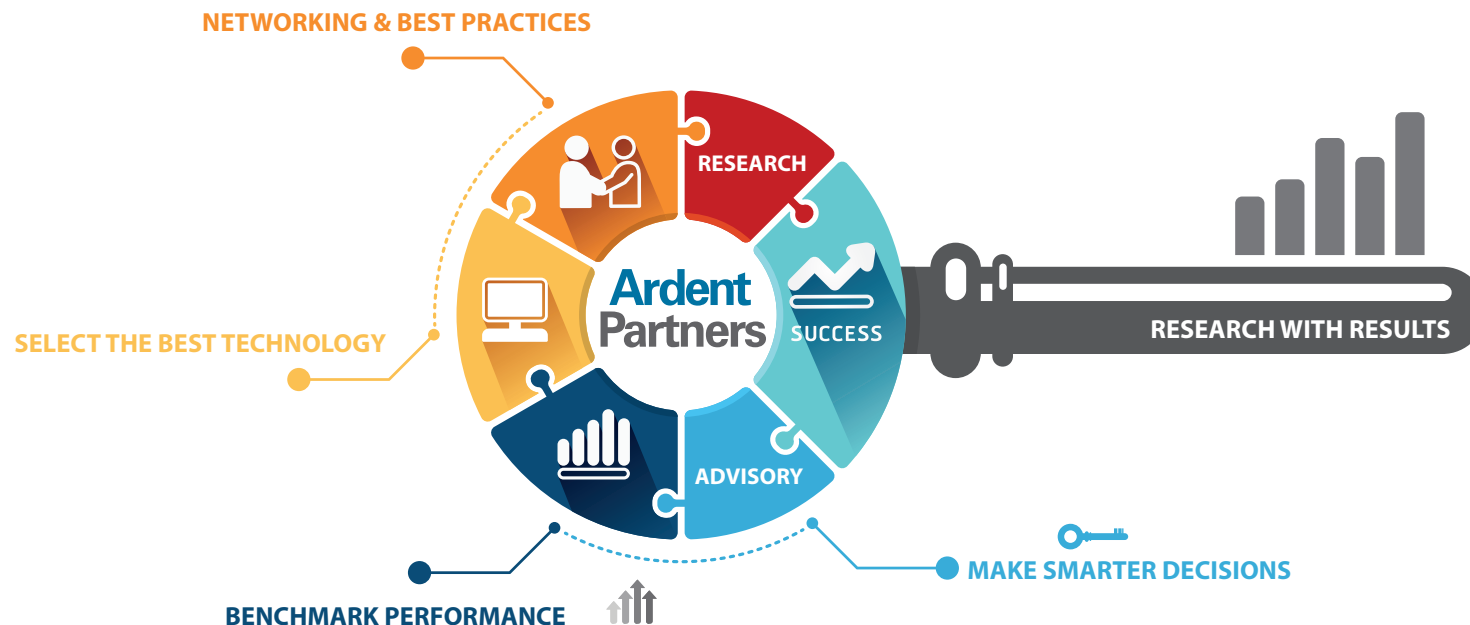 NETWORKING & BEST PRACTICES
RESEARCH
Ardent
Partners
SUCCESS
RESEARCH WITH RESULTS
SELECT THE BEST TECHNOLOGY
ADVISORY
MAKE SMARTER DECISIONS
BENCHMARK PERFORMANCE